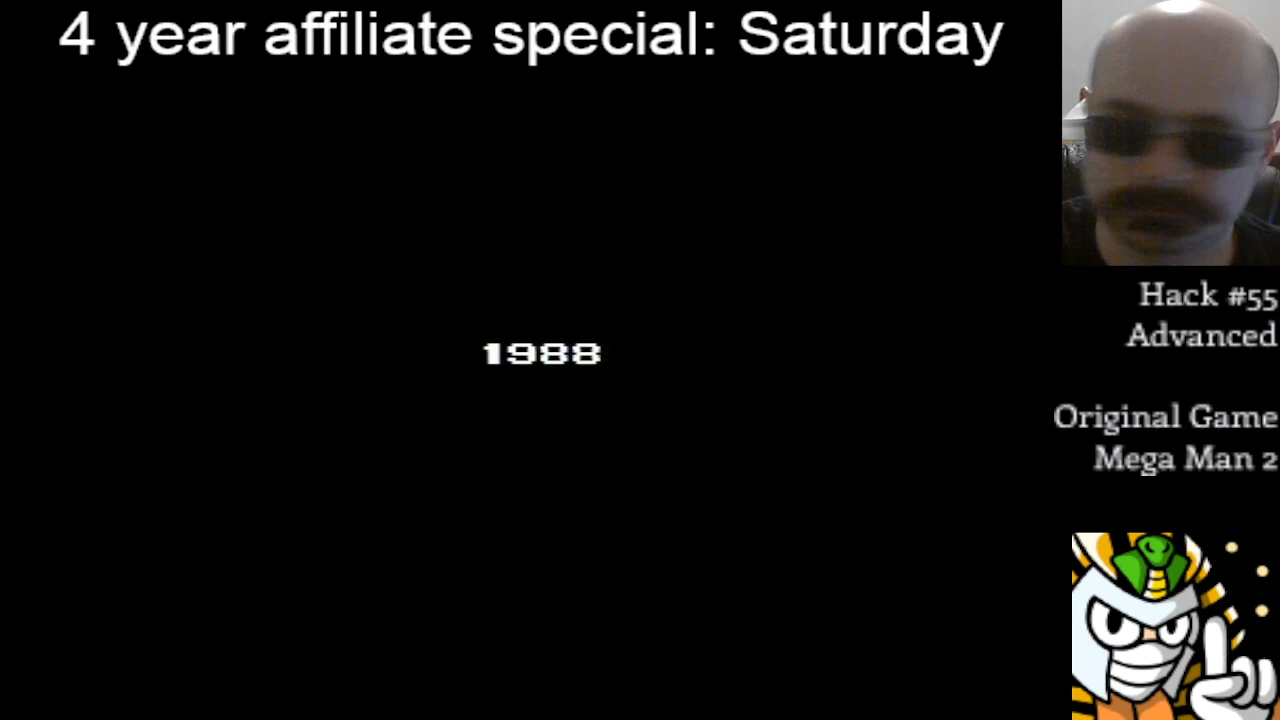 4 year affiliate special: Saturday
1988
Hack #55
Advanced
Original Game
Mega Man 2